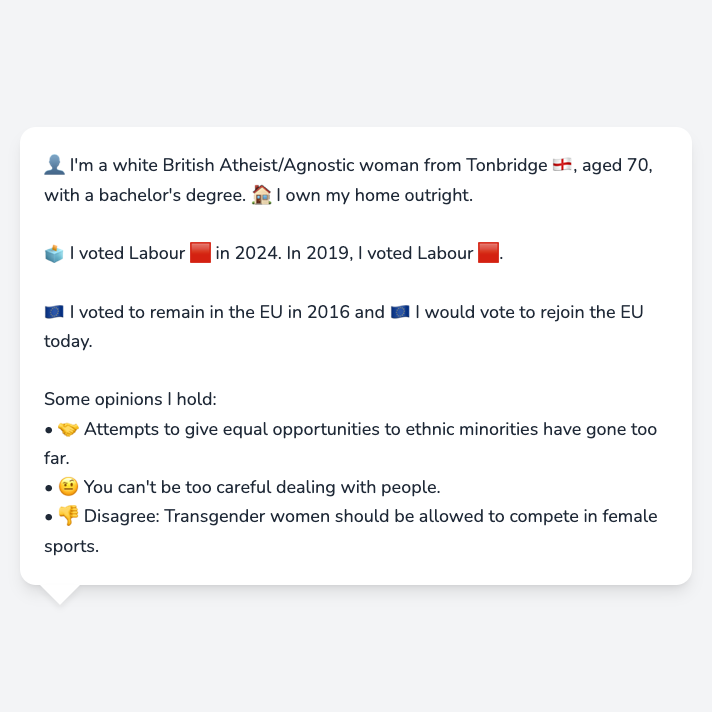 👤 I'm a white British Atheist/Agnostic woman from Tonbridge 🏴󠁧󠁢󠁥󠁮󠁧󠁿, aged 70,
with a bachelor's degree. 🏠 I own my home outright.
🗳️ I voted Labour 🟥 in 2024. In 2019, I voted Labour 🟥.
🇪🇺 I voted to remain in the EU in 2016 and 🇪🇺 I would vote to rejoin the EU
today.
Some opinions I hold:
• 🤝 Attempts to give equal opportunities to ethnic minorities have gone too
far.
• 🤨 You can't be too careful dealing with people.
• 👎 Disagree: Transgender women should be allowed to compete in female
sports.